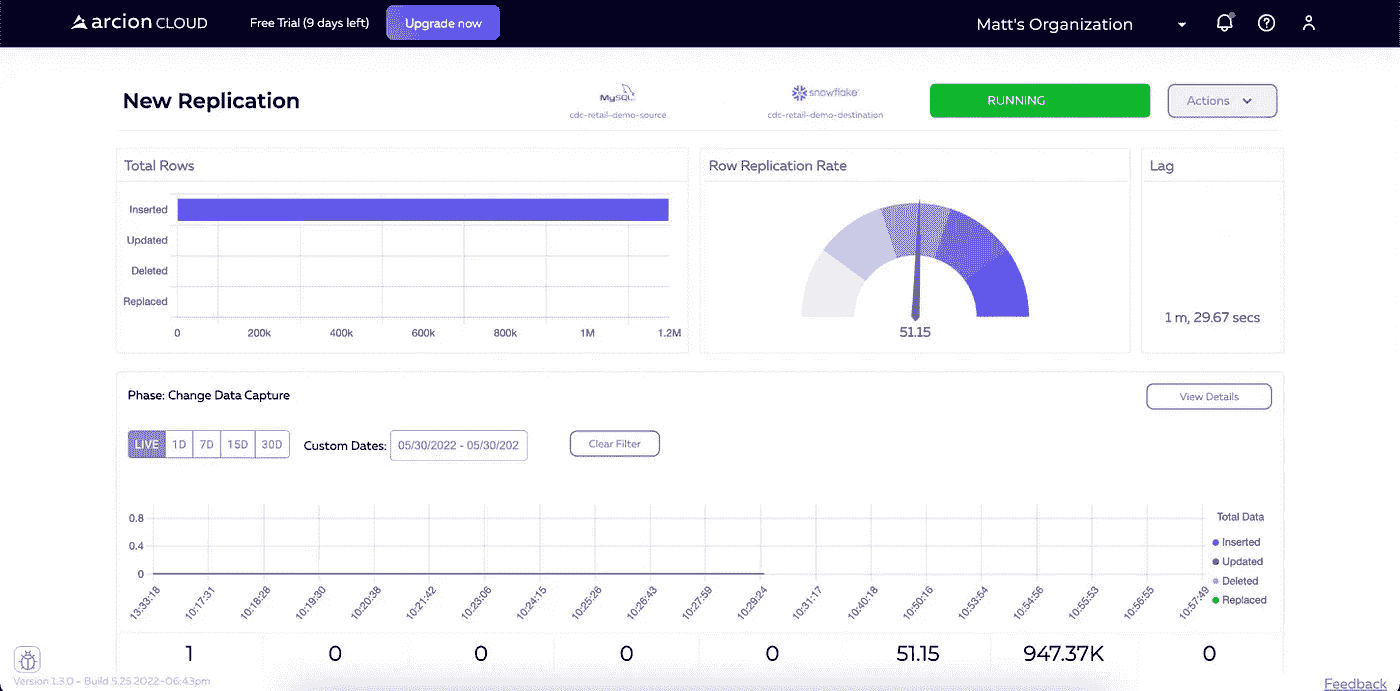 arcion CLOUD
Free Trial (9 days left)
Upgrade now
Matt's Organization
New Replication
MySQL
cdc-retail-demo-source
snowflake
cdc-retail-demo-destination
RUNNING
Actions
Total Rows
Inserted
Updated
Deleted
Replaced
0 200k 400k 600k 800k 1M 1.2M
Row Replication Rate
51.15
Lag
1 m, 29.67 secs
Phase: Change Data Capture
View Details
LIVE 1D 7D 15D 30D
Custom Dates: 05/30/2022 - 05/30/202
Clear Filter
0.8
0.4
0
13:33:18 10:17:31 10:18:28 10:19:30 10:20:38 10:21:42 10:23:06 10:24:15 10:25:26 10:26:43 10:27:59 10:29:24 10:31:17 10:40:18 10:50:16 10:53:54 10:54:56 10:55:53 10:56:55 10:57:49
Total Data
Inserted
Updated
Deleted
Replaced
1 0 0 0 0 51.15 947.37K 0
Version 1.3.0 - Build 5.25.2022-06:43pm
Feedback